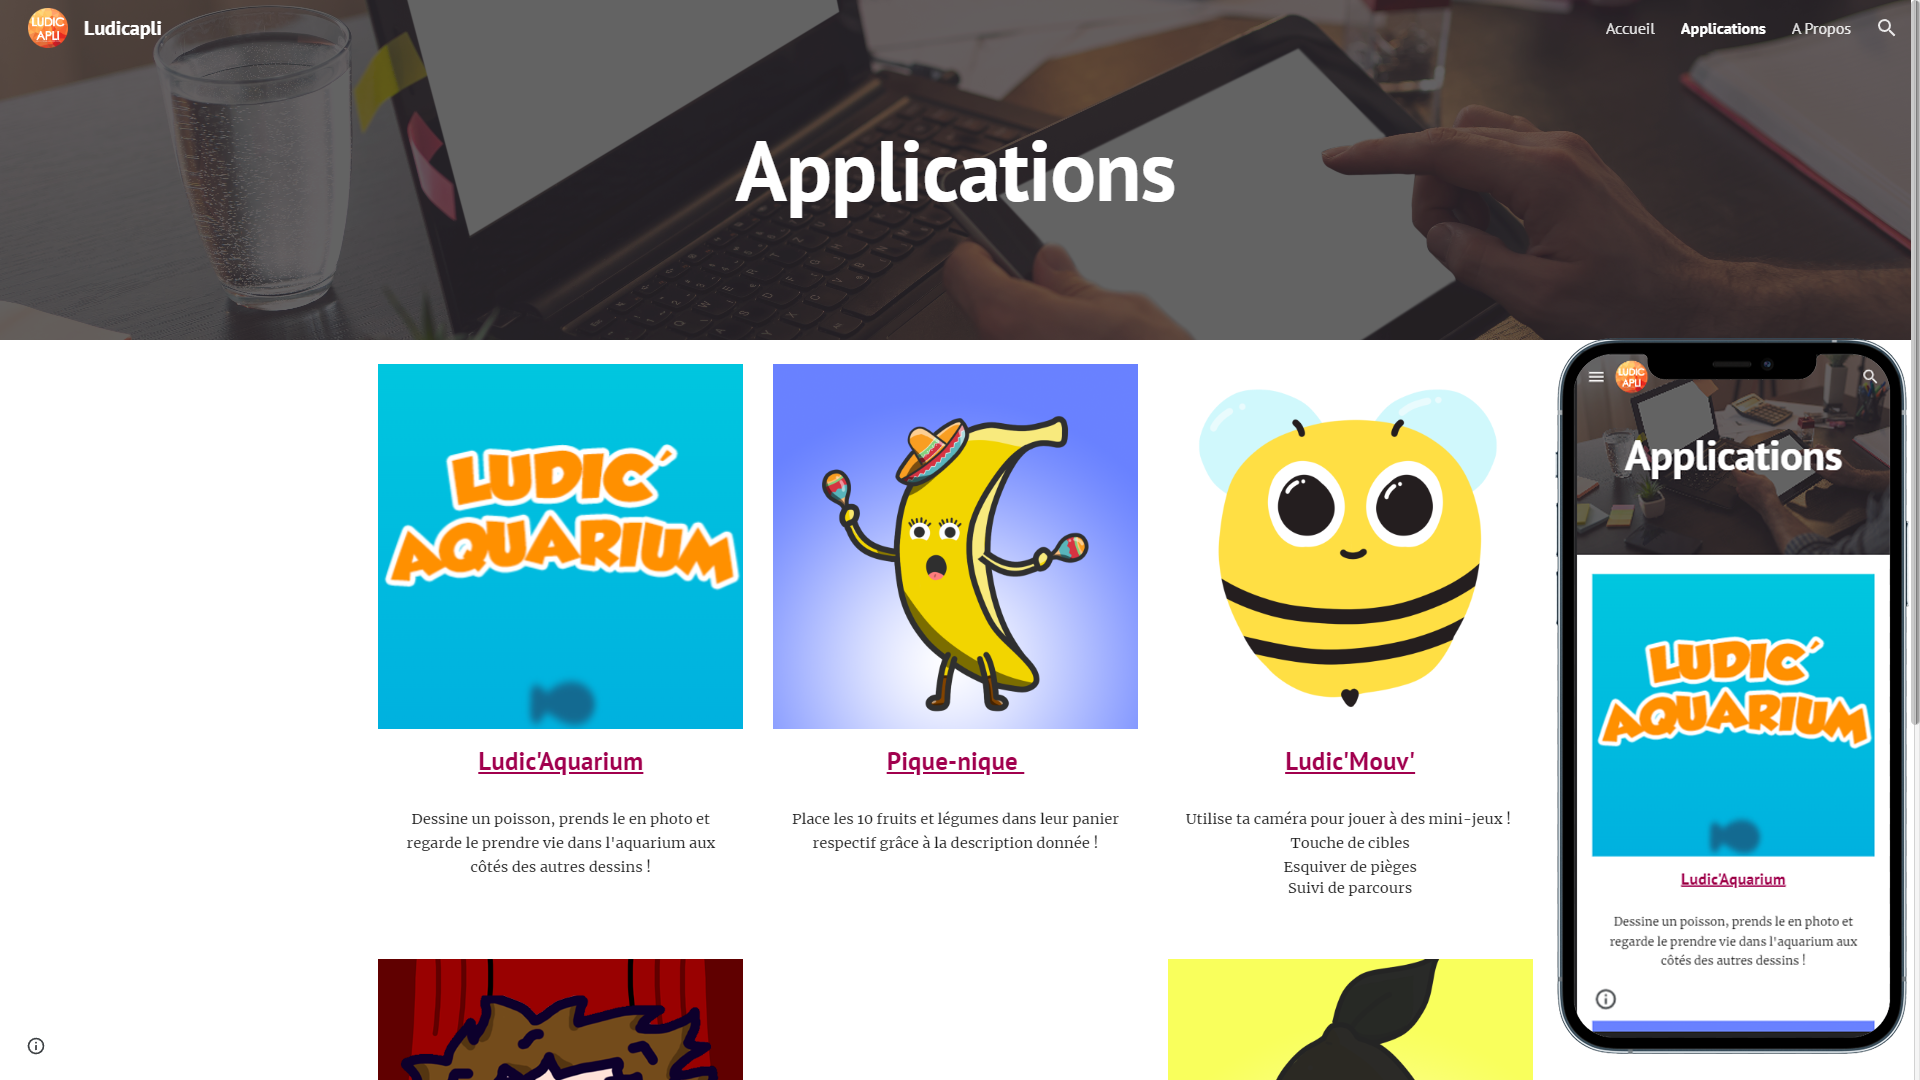 LUDIC
APLI
Ludicapli
Accueil
Applications
A Propos
Applications
LUDIC'
AQUARIUM
Ludic'Aquarium
Dessine un poisson, prends le en photo et
regarde le prendre vie dans l'aquarium aux
côtés des autres dessins !
Pique-nique
Place les 10 fruits et légumes dans leur panier
respectif grâce à la description donnée !
Ludic'Mouv'
Utilise ta caméra pour jouer à des mini-jeux !
Touche de cibles
Esquiver de pièges
Suivi de parcours
LUDIC
APLI
Applications
LUDIC'
AQUARIUM
Ludic'Aquarium
Dessine un poisson, prends le en photo et
regarde le prendre vie dans l'aquarium aux
côtés des autres dessins !